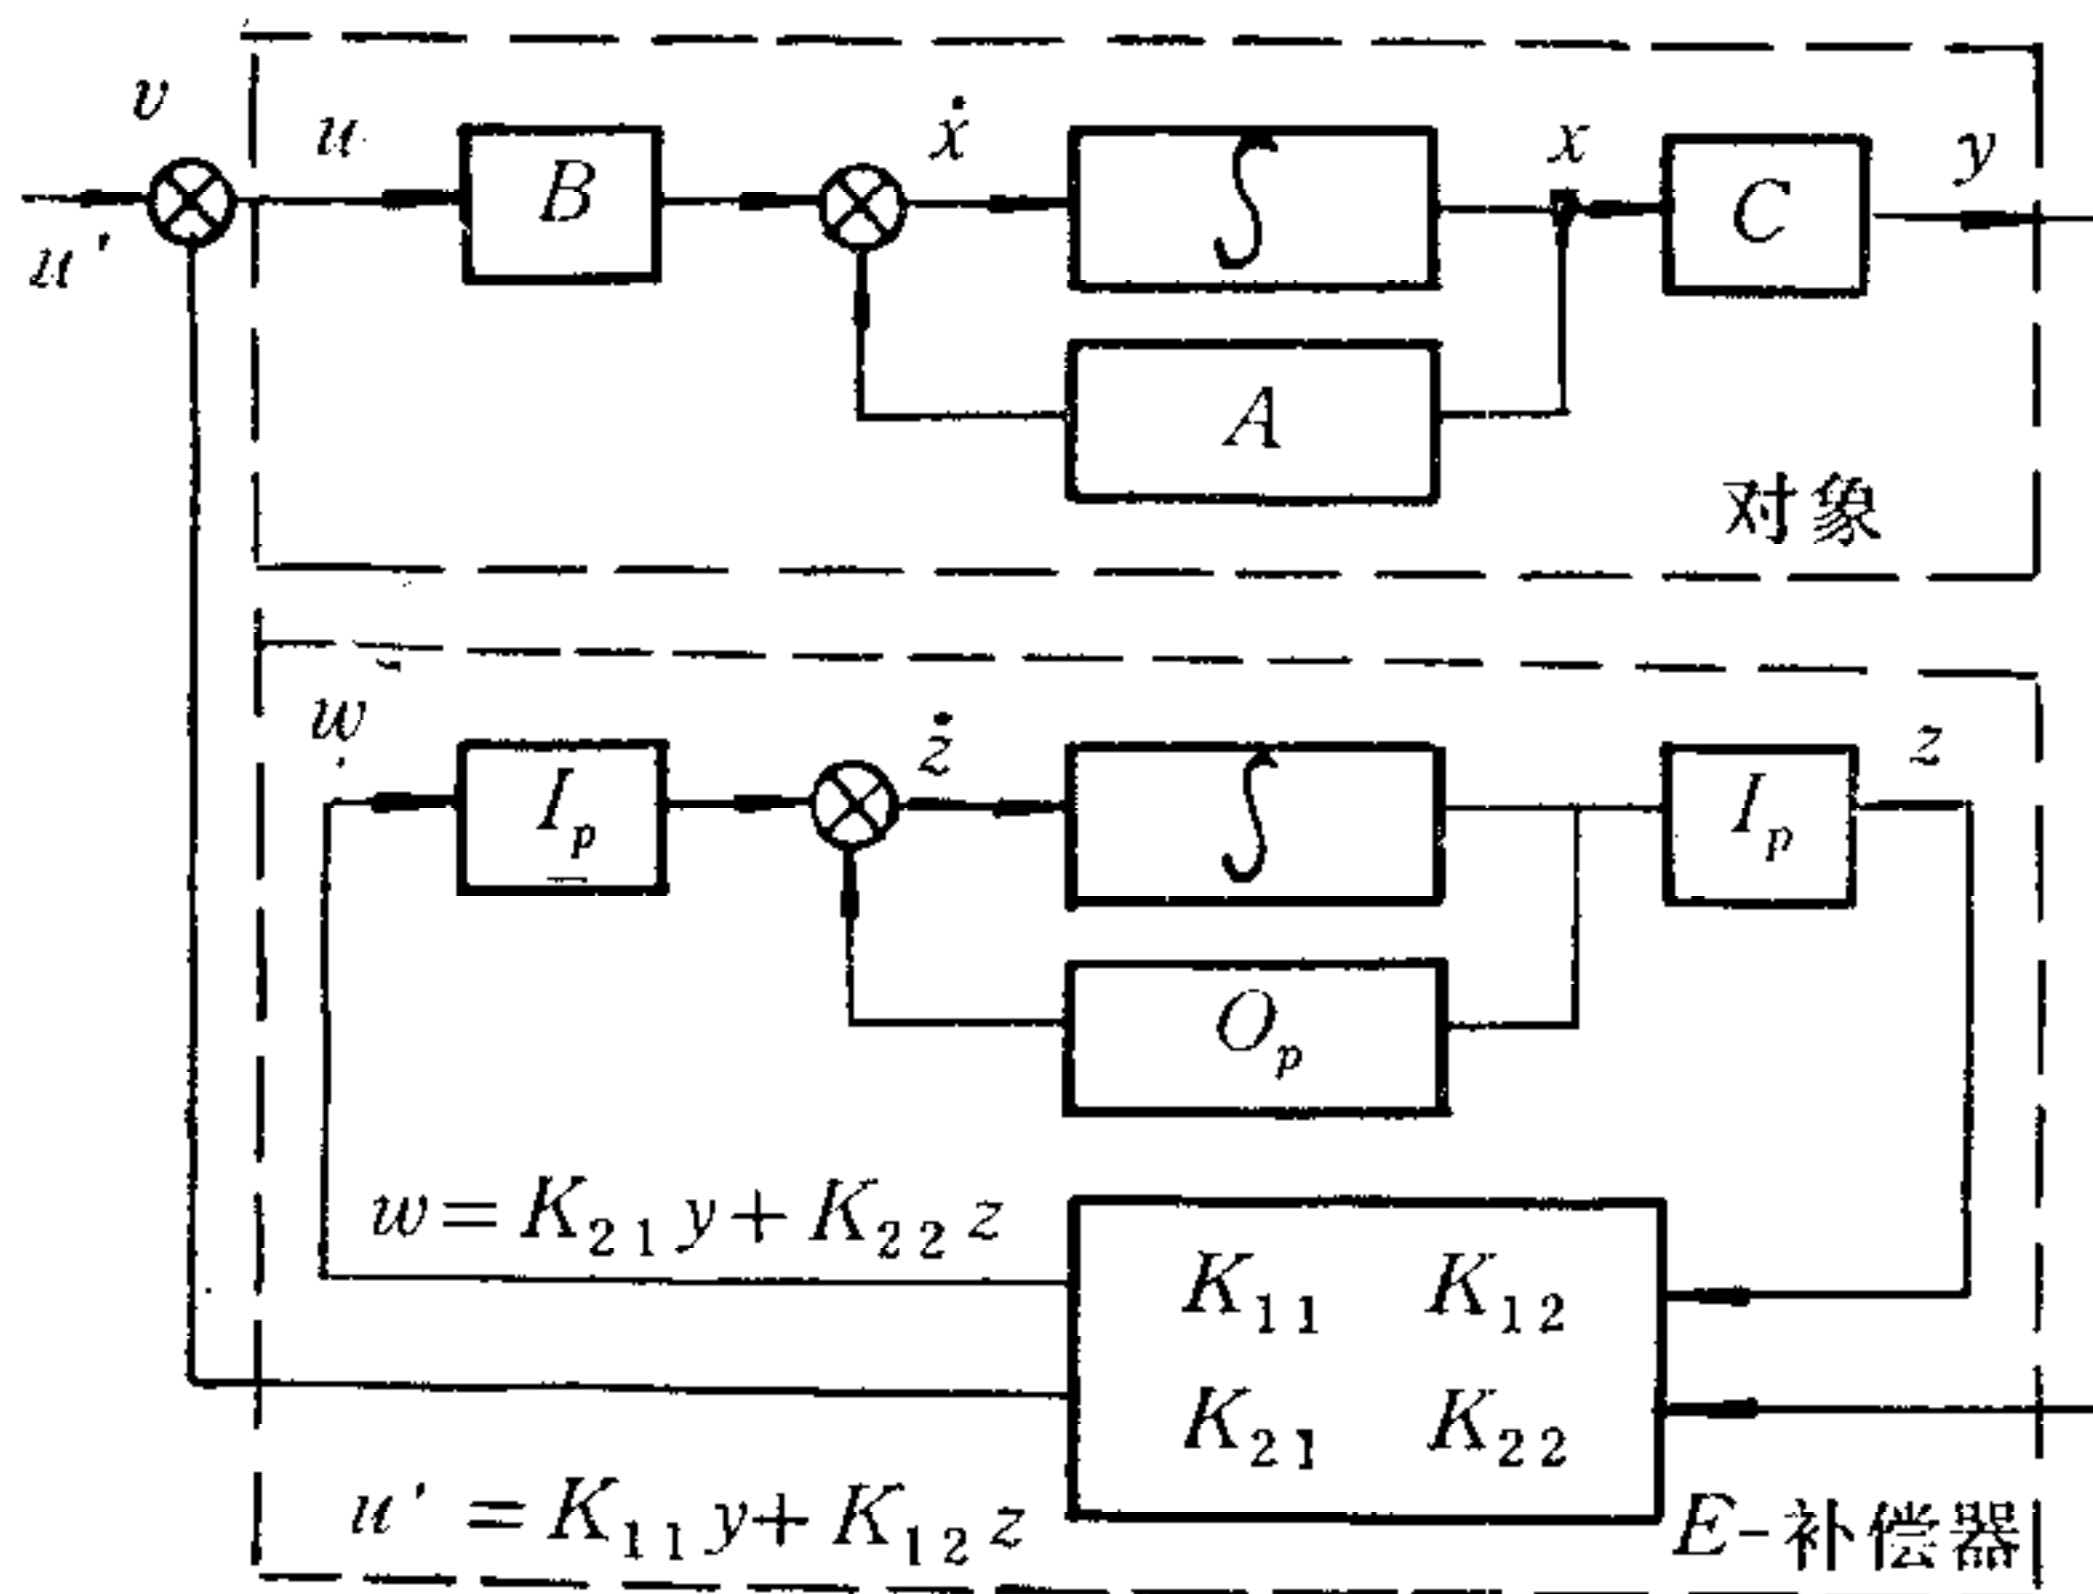 v
u
B
ẋ
∫
x
C
y
u'
A
对象
w
I_p
ż
∫
I_p
z
O_p
w=K₂₁y+K₂₂z
K₁₁ K₁₂
K₂₁ K₂₂
u'=K₁₁y+K₁₂z
E-补偿器